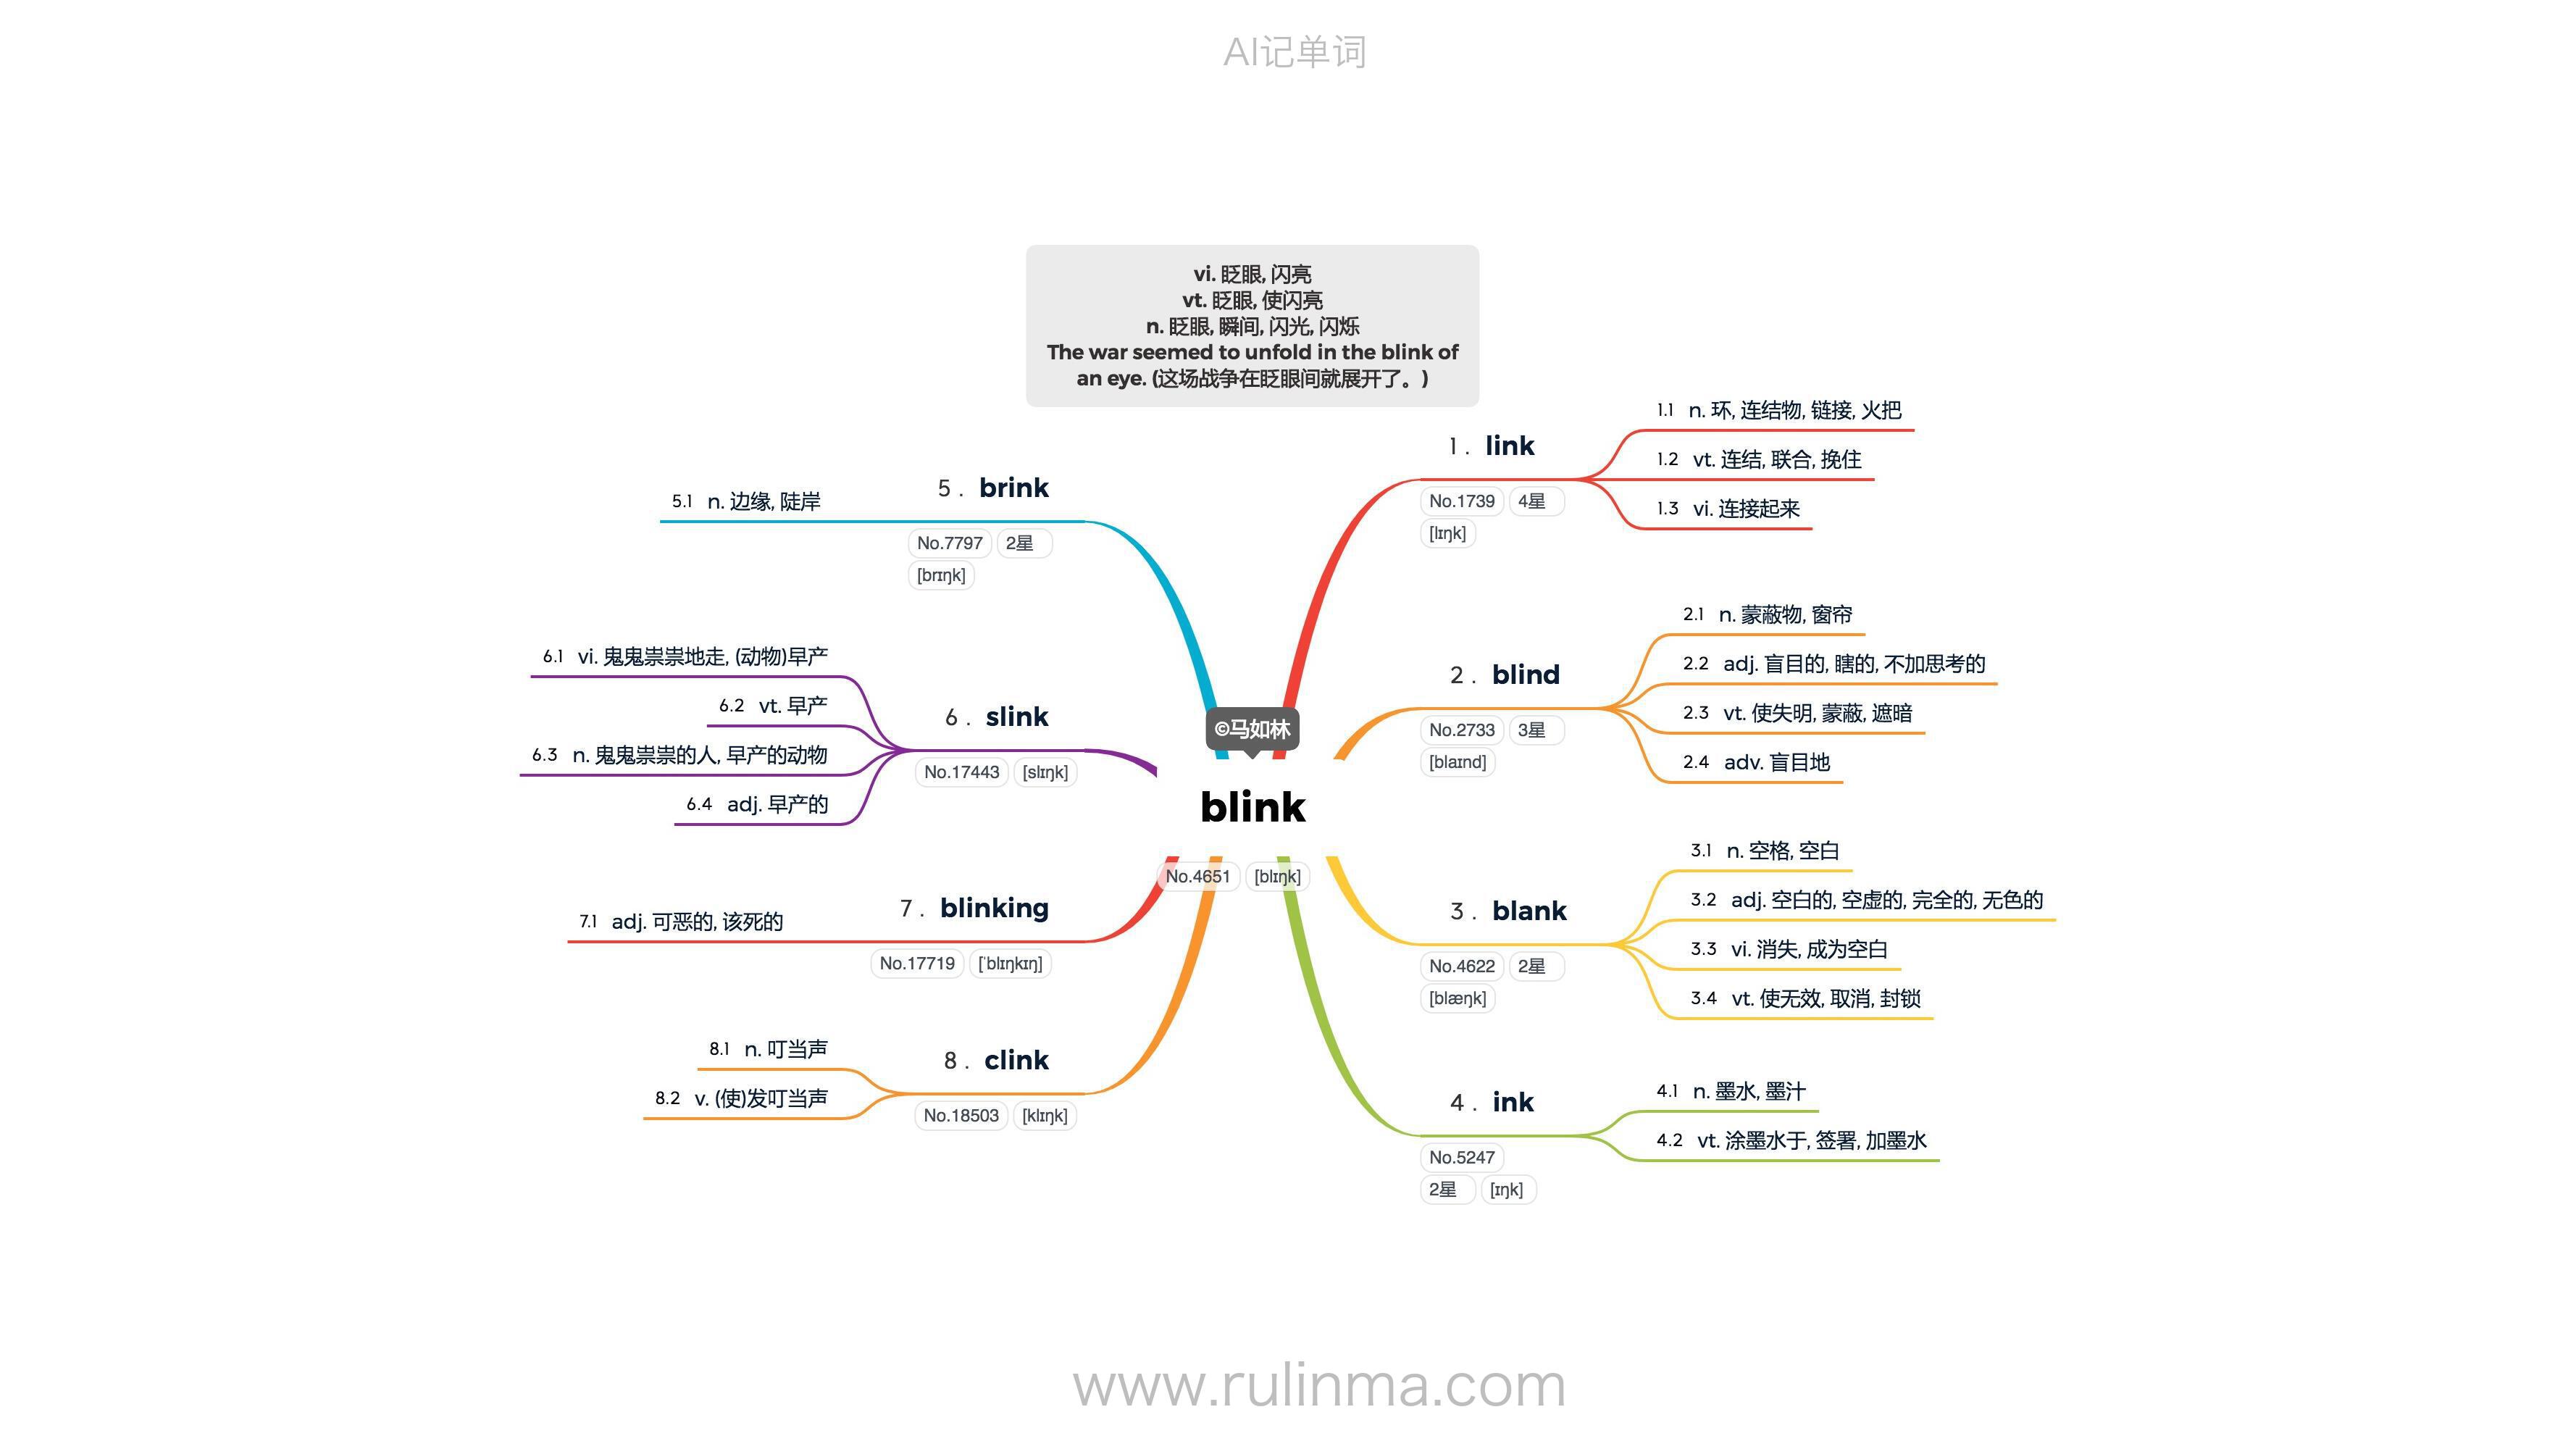 AI记单词
vi. 眨眼, 闪亮
vt. 眨眼, 使闪亮
n. 眨眼, 瞬间, 闪光, 闪烁
The war seemed to unfold in the blink of
an eye. (这场战争在眨眼间就展开了。)
©马如林
blink
No.4651 [blɪŋk]
1 . link
No.1739 4星
[lɪŋk]
1.1 n. 环, 连结物, 链接, 火把
1.2 vt. 连结, 联合, 挽住
1.3 vi. 连接起来
2 . blind
No.2733 3星
[blaɪnd]
2.1 n. 蒙蔽物, 窗帘
2.2 adj. 盲目的, 瞎的, 不加思考的
2.3 vt. 使失明, 蒙蔽, 遮暗
2.4 adv. 盲目地
3 . blank
No.4622 2星
[blæŋk]
3.1 n. 空格, 空白
3.2 adj. 空白的, 空虚的, 完全的, 无色的
3.3 vi. 消失, 成为空白
3.4 vt. 使无效, 取消, 封锁
4 . ink
No.5247
2星 [ɪŋk]
4.1 n. 墨水, 墨汁
4.2 vt. 涂墨水于, 签署, 加墨水
5 . brink
No.7797 2星
[brɪŋk]
5.1 n. 边缘, 陡岸
6 . slink
No.17443 [slɪŋk]
6.1 vi. 鬼鬼祟祟地走, (动物)早产
6.2 vt. 早产
6.3 n. 鬼鬼祟祟的人, 早产的动物
6.4 adj. 早产的
7 . blinking
No.17719 [ˈblɪŋkɪŋ]
7.1 adj. 可恶的, 该死的
8 . clink
No.18503 [klɪŋk]
8.1 n. 叮当声
8.2 v. (使)发叮当声
www.rulinma.com